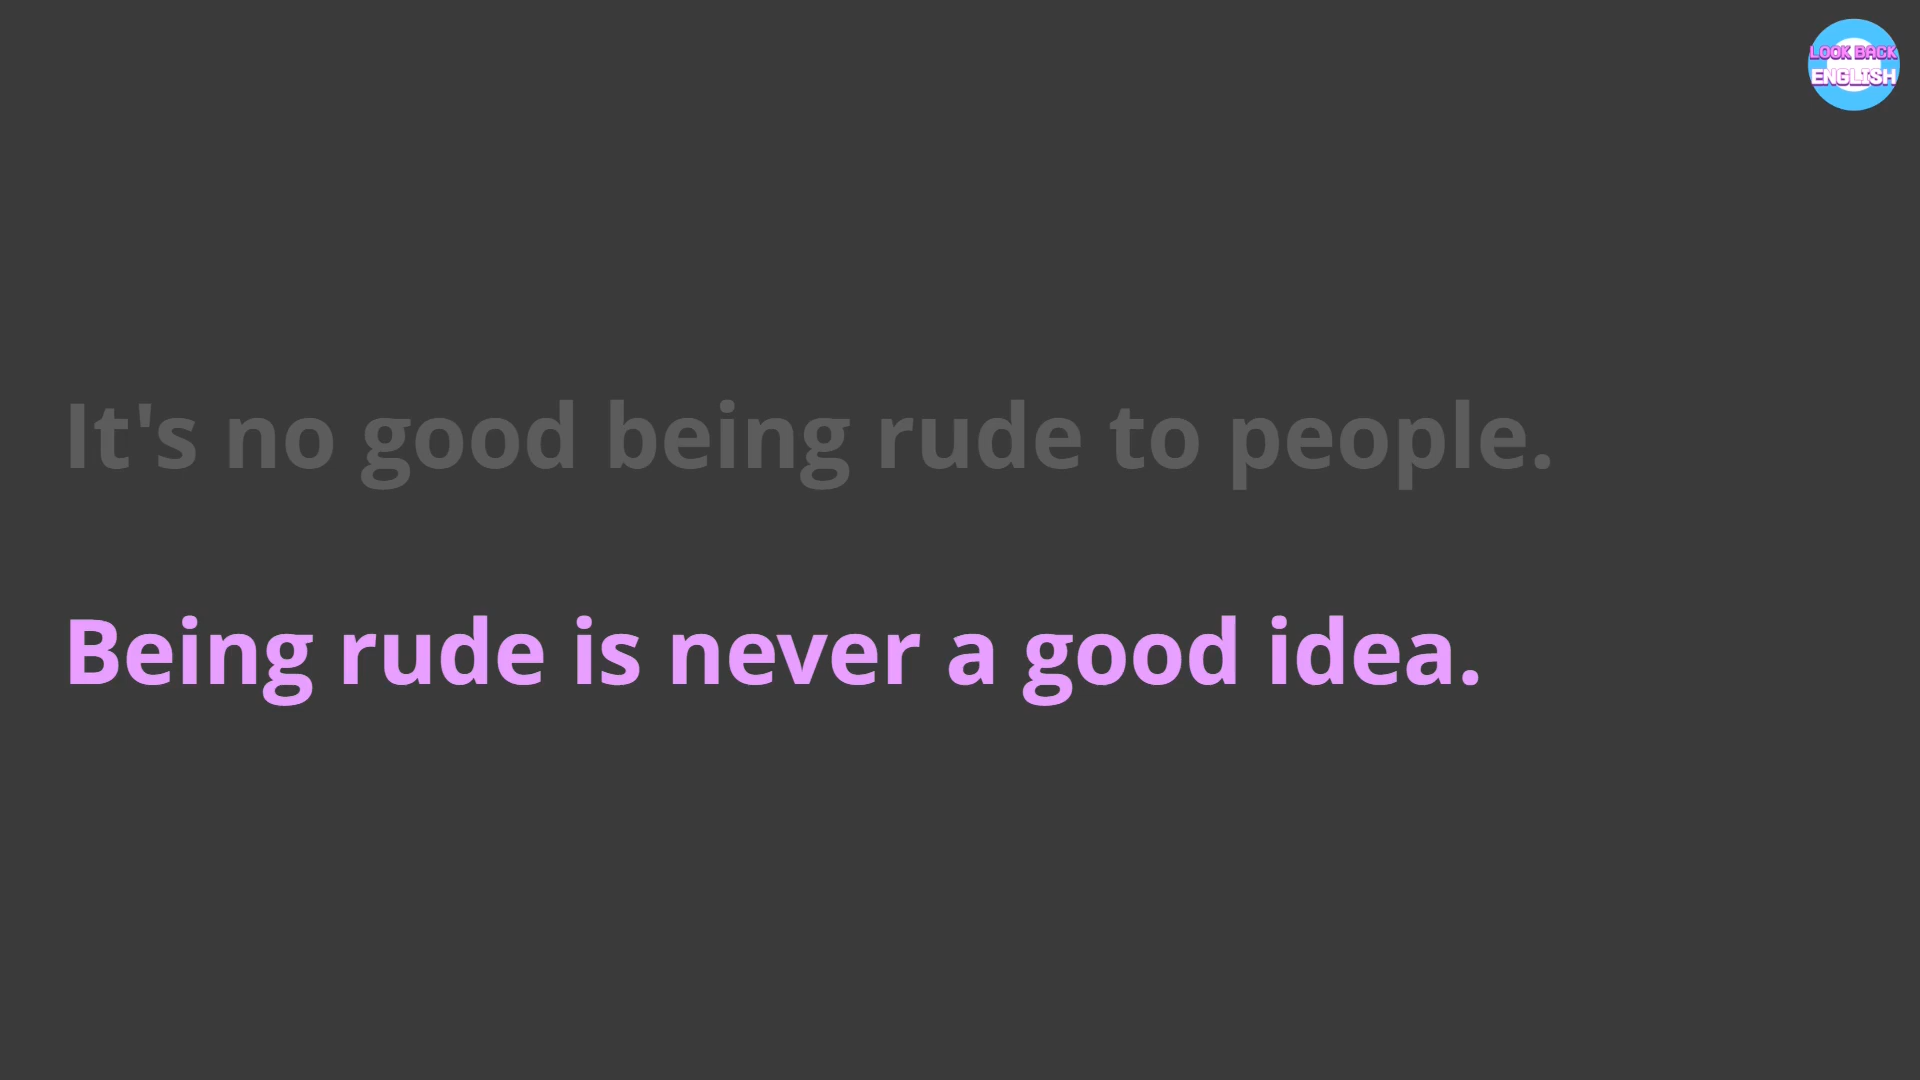 LOOK BACK
ENGLISH
It's no good being rude to people.
Being rude is never a good idea.